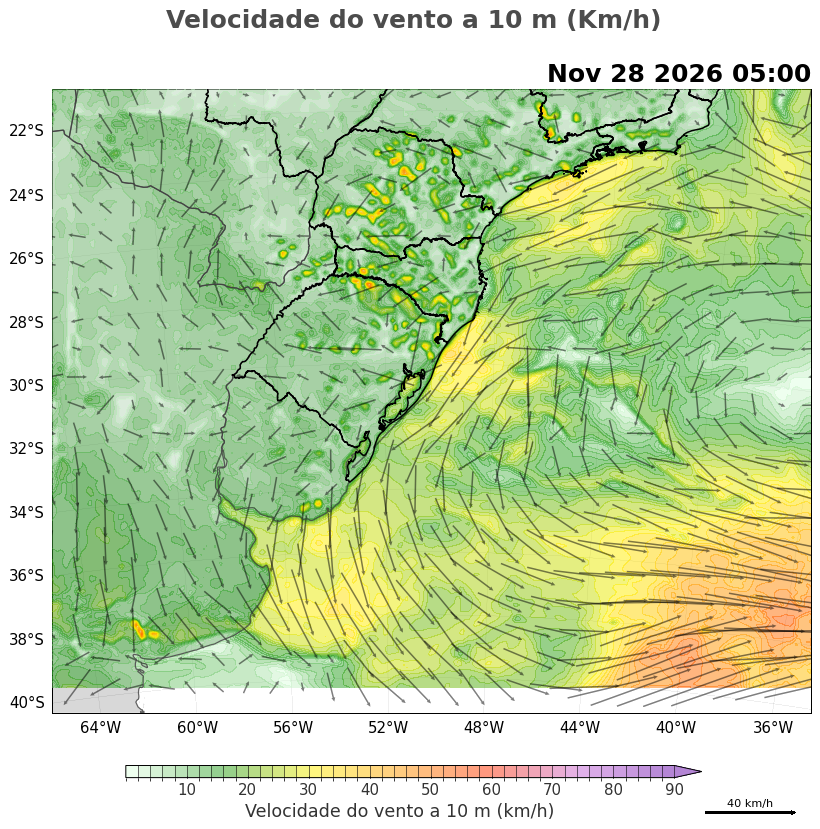 Velocidade do vento a 10 m (Km/h)
Nov 28 2026 05:00
22°S
24°S
26°S
28°S
30°S
32°S
34°S
36°S
38°S
40°S
64°W 60°W 56°W 52°W 48°W 44°W 40°W 36°W
10 20 30 40 50 60 70 80 90
Velocidade do vento a 10 m (km/h)
40 km/h